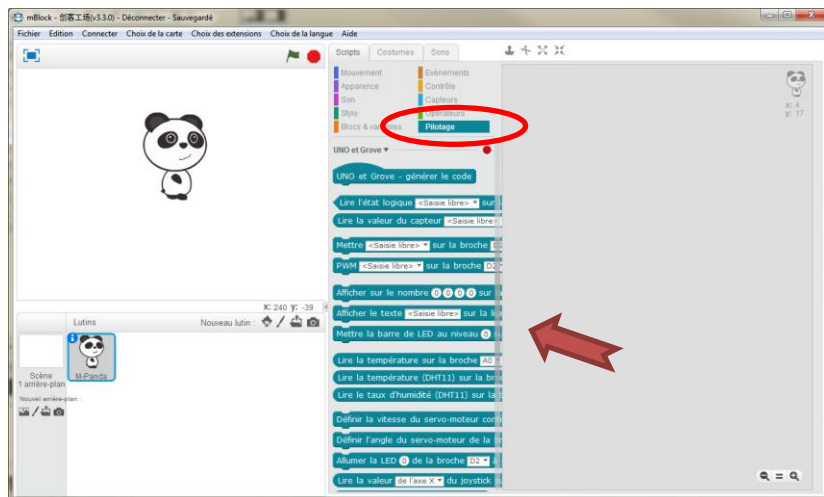 mBlock - 创客工场(v3.3.0) - Déconnecter - Sauvegardé
Fichier Edition Connecter Choix de la carte Choix des extensions Choix de la langue Aide
Scripts Costumes Sons
Mouvement Evènements
Apparence Contrôle
Son Capteurs
Stylo Opérateurs
Blocs & variables Pilotage
x: 4
y: 17
UNO et Grove
UNO et Grove - générer le code
Lire l'état logique <Saisie libre> sur
Lire la valeur du capteur <Saisie libre>
Mettre <Saisie libre> sur la broche
PWM <Saisie libre> sur la broche D2
Afficher sur le nombre 0 0 0 0 sur
Afficher le texte <Saisie libre> sur la
Mettre la barre de LED au niveau 0
Lire la température sur la broche A0
Lire la température (DHT11) sur la
Lire le taux d'humidité (DHT11) sur
Définir la vitesse du servo-moteur
Définir l'angle du servo-moteur de la
Allumer la LED 0 de la broche D2 à
Lire la valeur de l'axe X du joystick
X: 240 y: -39
Lutins Nouveau lutin :
Scène
1 arrière-plan
M-Panda
Nouvel arrière-plan :